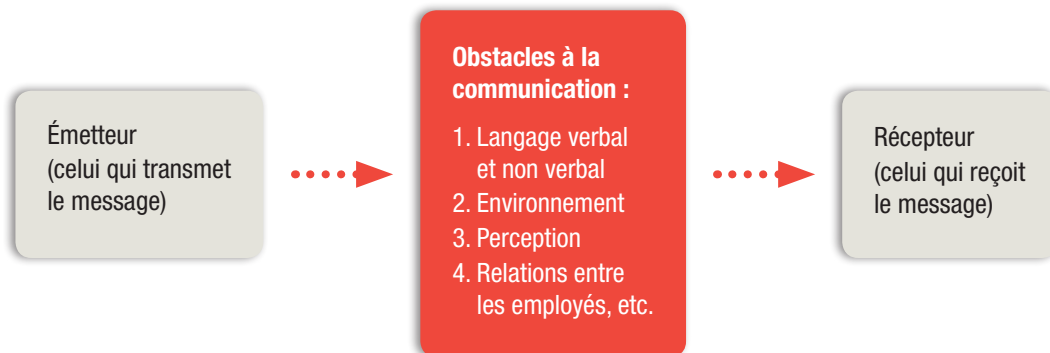 Émetteur
(celui qui transmet
le message)
Obstacles à la
communication :
1. Langage verbal
et non verbal
2. Environnement
3. Perception
4. Relations entre
les employés, etc.
Récepteur
(celui qui reçoit
le message)